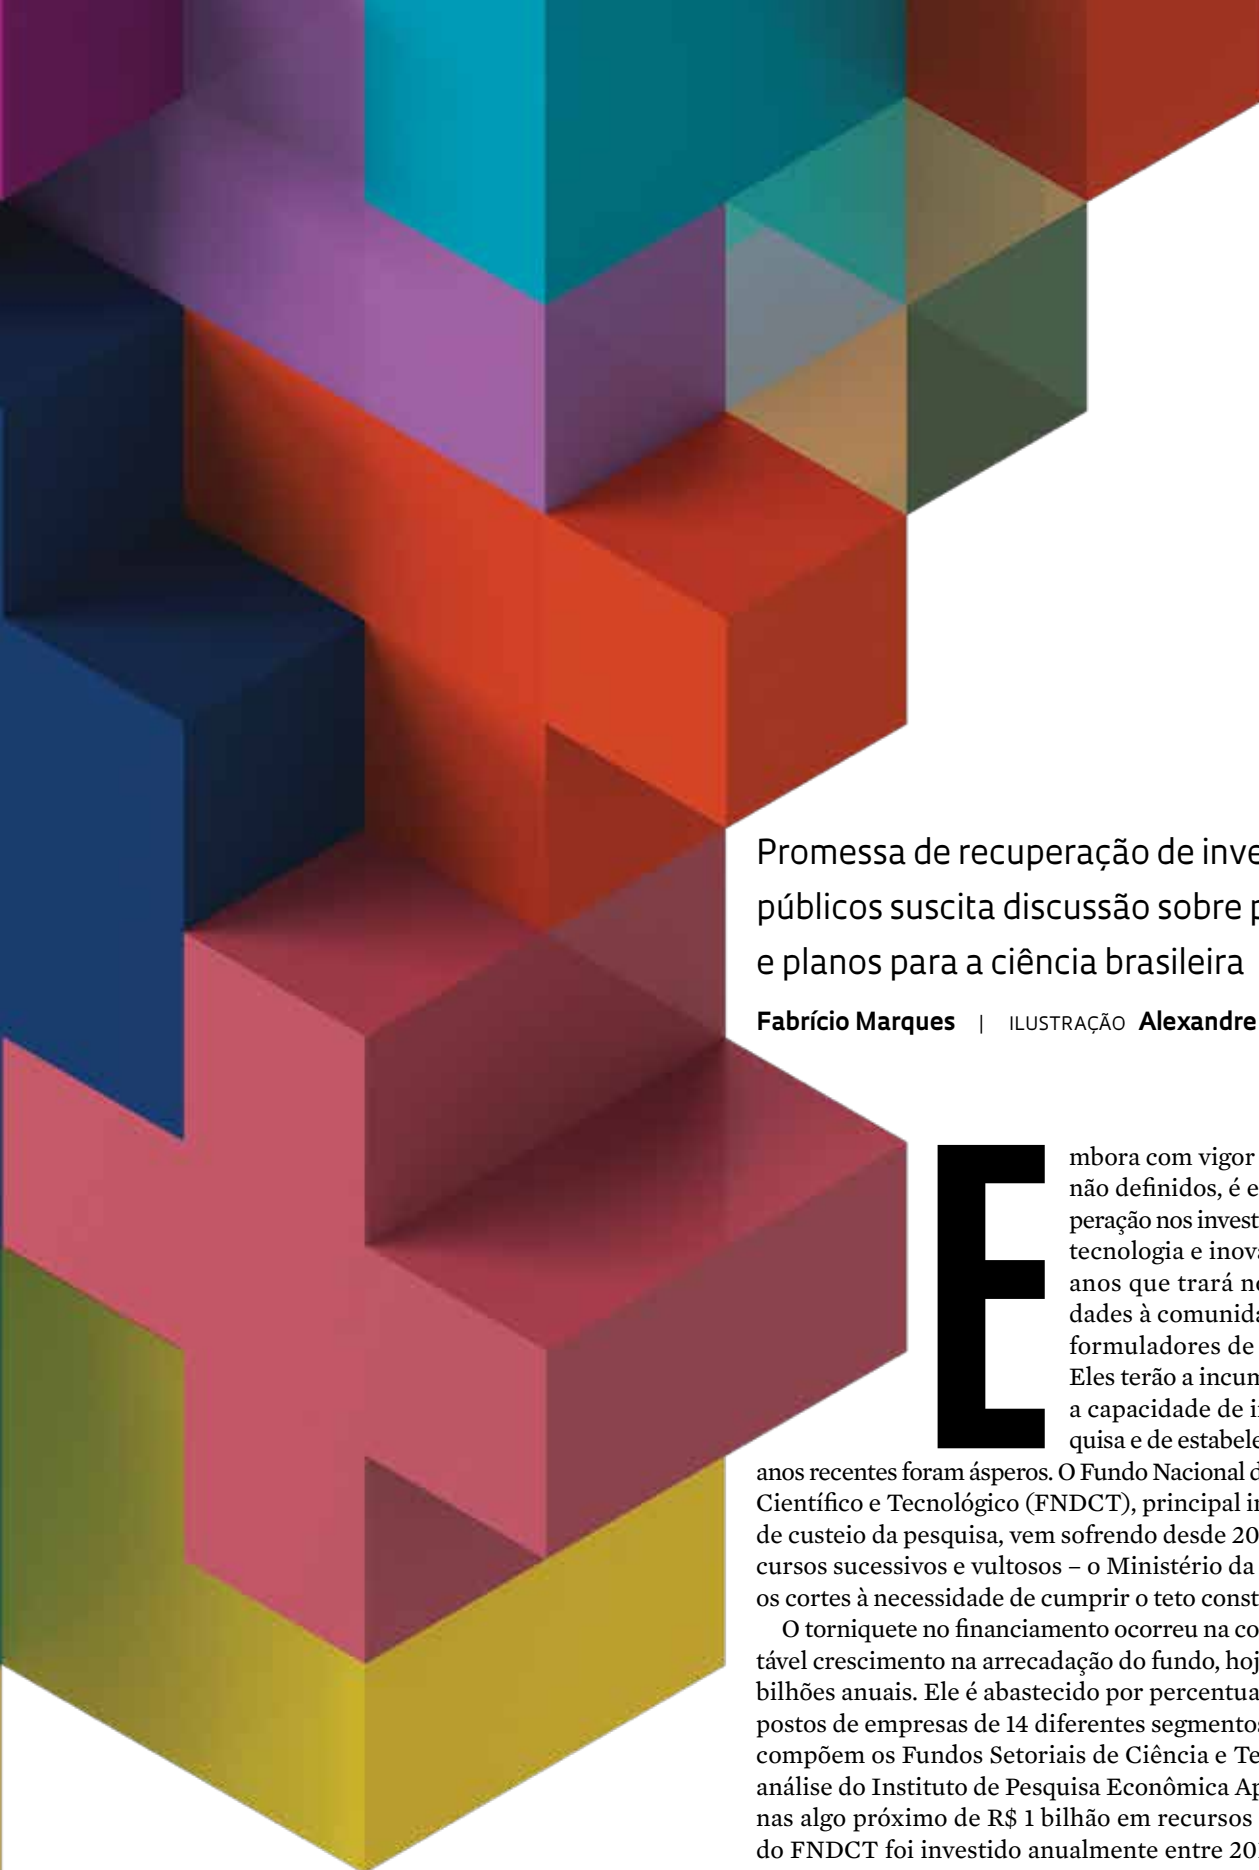 Promessa de recuperação de inve
públicos suscita discussão sobre p
e planos para a ciência brasileira
Fabrício Marques | ILUSTRAÇÃO Alexandre
E
mbora com vigor
não definidos, é e
peração nos invest
tecnologia e inova
anos que trará no
dades à comunida
formuladores de
Eles terão a incum
a capacidade de i
quisa e de estabele
anos recentes foram ásperos. O Fundo Nacional d
Científico e Tecnológico (FNDCT), principal in
de custeio da pesquisa, vem sofrendo desde 20
cursos sucessivos e vultosos – o Ministério da
os cortes à necessidade de cumprir o teto const
O torniquete no financiamento ocorreu na co
tável crescimento na arrecadação do fundo, hoj
bilhões anuais. Ele é abastecido por percentua
postos de empresas de 14 diferentes segmentos
compõem os Fundos Setoriais de Ciência e Te
análise do Instituto de Pesquisa Econômica Ap
nas algo próximo de R$ 1 bilhão em recursos
do FNDCT foi investido anualmente entre 201